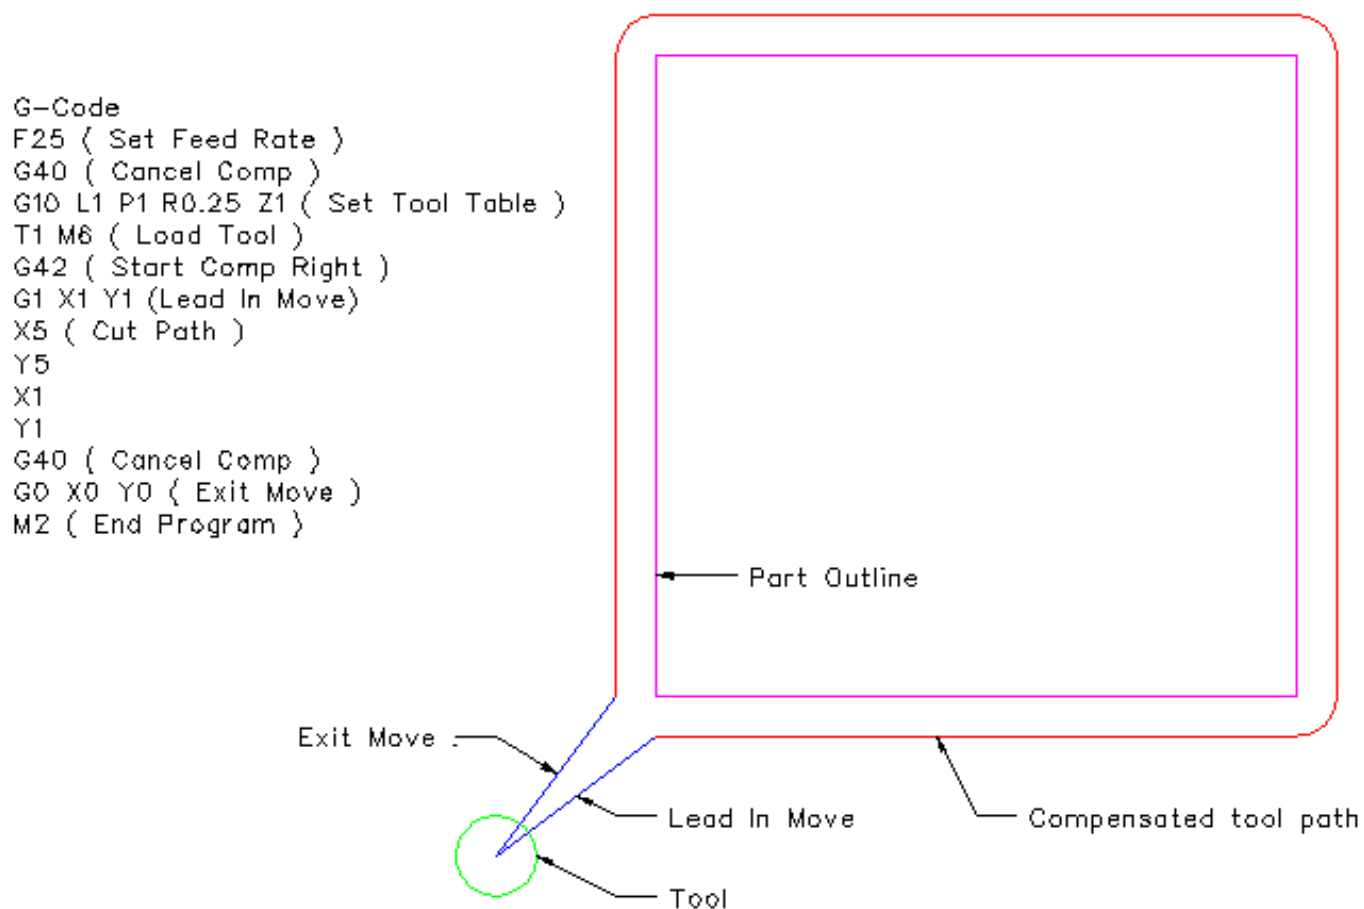 G-Code
F25 ( Set Feed Rate )
G40 ( Cancel Comp )
G10 L1 P1 R0.25 Z1 ( Set Tool Table )
T1 M6 ( Load Tool )
G42 ( Start Comp Right )
G1 X1 Y1 (Lead In Move)
X5 ( Cut Path )
Y5
X1
Y1
G40 ( Cancel Comp )
G0 X0 Y0 ( Exit Move )
M2 ( End Program )
Part Outline
Exit Move
Lead In Move
Compensated tool path
Tool